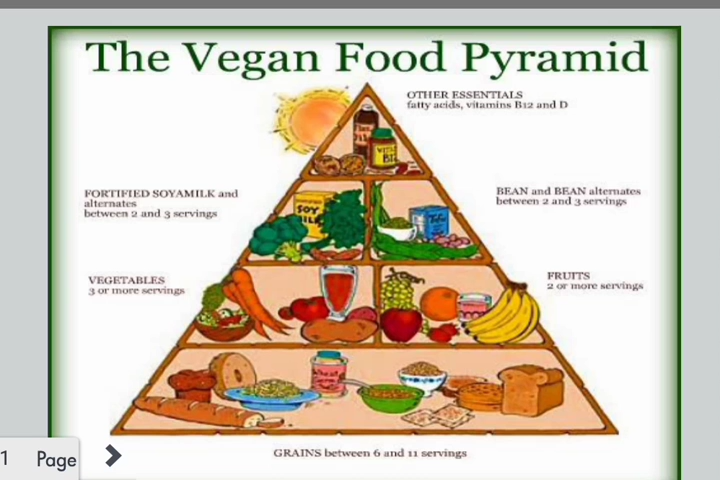 The Vegan Food Pyramid
OTHER ESSENTIALS
fatty acids, vitamins B12 and D
FORTIFIED SOYAMILK and
alternates
between 2 and 3 servings
BEAN and BEAN alternates
between 2 and 3 servings
SOY
VEGETABLES
3 or more servings
FRUITS
2 or more servings
GRAINS between 6 and 11 servings
1 Page